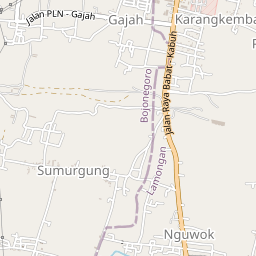 Jalan PLN - Gajah
Gajah
Karangkemba
Jalan Raya Babat - Kabuh
Bojonegoro
Lamongan
Sumurgung
Nguwok